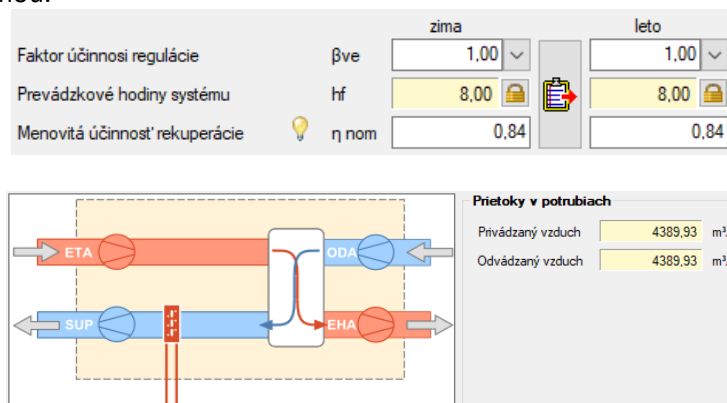 zima leto
Faktor účinnosi regulácie βve 1,00 1,00
Prevádzkové hodiny systému hf 8,00 8,00
Menovitá účinnosť rekuperácie η nom 0,84 0,84
Prietoky v potrubiach
Privádzaný vzduch 4389,93
Odvádzaný vzduch 4389,93
ETA ODA
SUP EHA